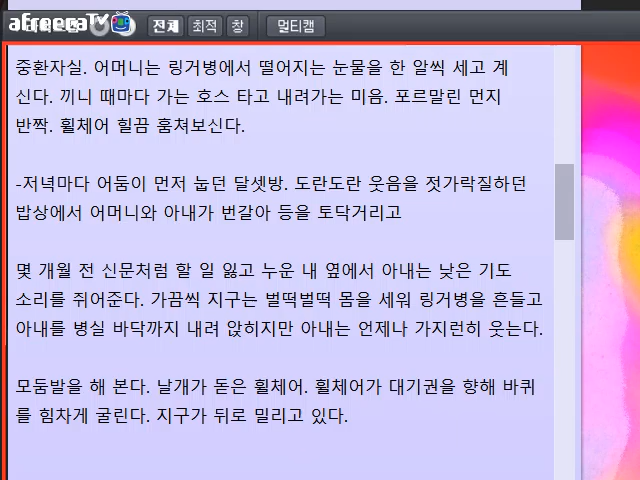 afreecaTV
전체 최적 창 멀티캠
중환자실. 어머니는 링거병에서 떨어지는 눈물을 한 알씩 세고 계
신다. 끼니 때마다 가는 호스 타고 내려가는 미음. 포르말린 먼지
반짝. 휠체어 힐끔 훔쳐보신다.
-저녁마다 어둠이 먼저 눕던 달셋방. 도란도란 웃음을 젓가락질하던
밥상에서 어머니와 아내가 번갈아 등을 토닥거리고
몇 개월 전 신문처럼 할 일 잃고 누운 내 옆에서 아내는 낮은 기도
소리를 쥐어준다. 가끔씩 지구는 벌떡벌떡 몸을 세워 링거병을 흔들고
아내를 병실 바닥까지 내려 앉히지만 아내는 언제나 가지런히 웃는다.
모둠발을 해 본다. 날개가 돋은 휠체어. 휠체어가 대기권을 향해 바퀴
를 힘차게 굴린다. 지구가 뒤로 밀리고 있다.